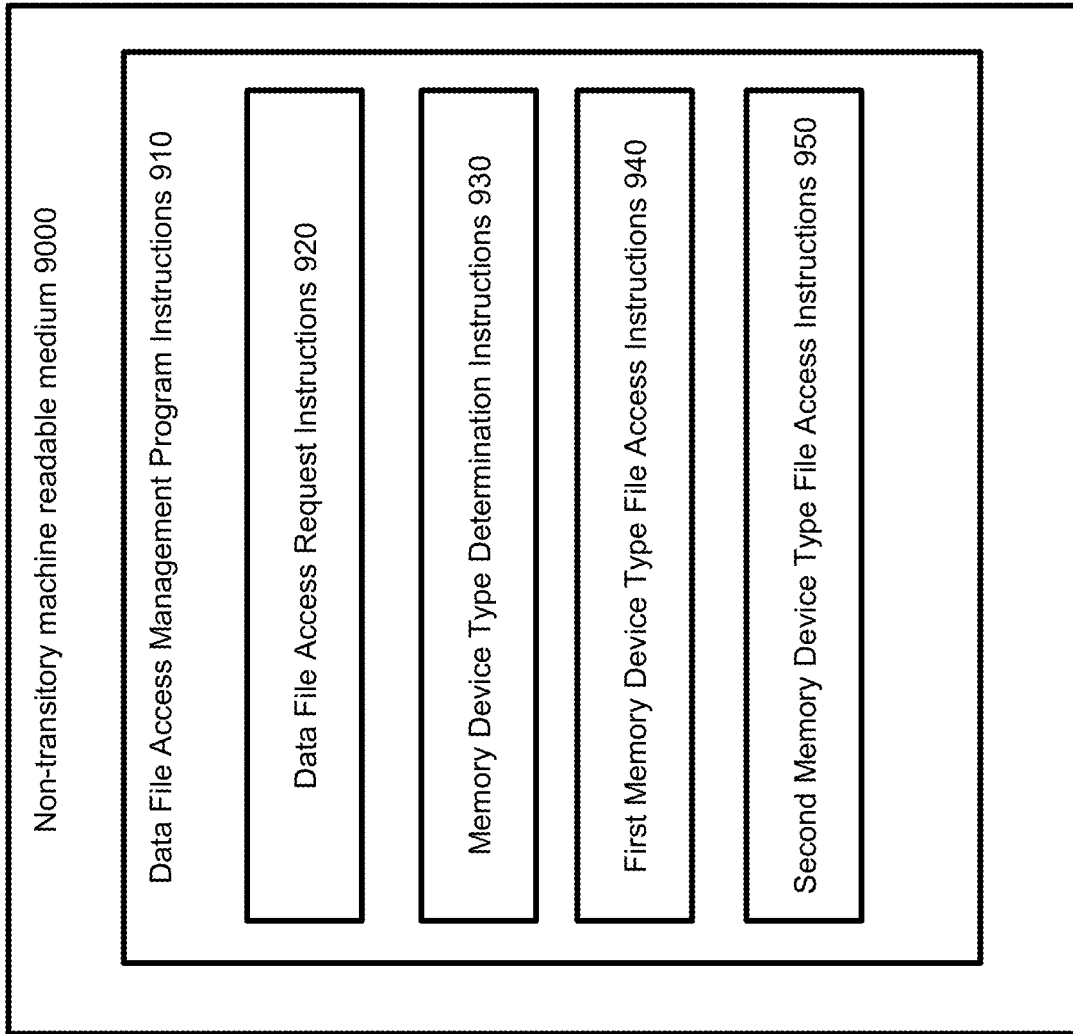 Non-transitory machine readable medium 9000
Data File Access Management Program Instructions 910
Data File Access Request Instructions 920
Memory Device Type Determination Instructions 930
First Memory Device Type File Access Instructions 940
Second Memory Device Type File Access Instructions 950